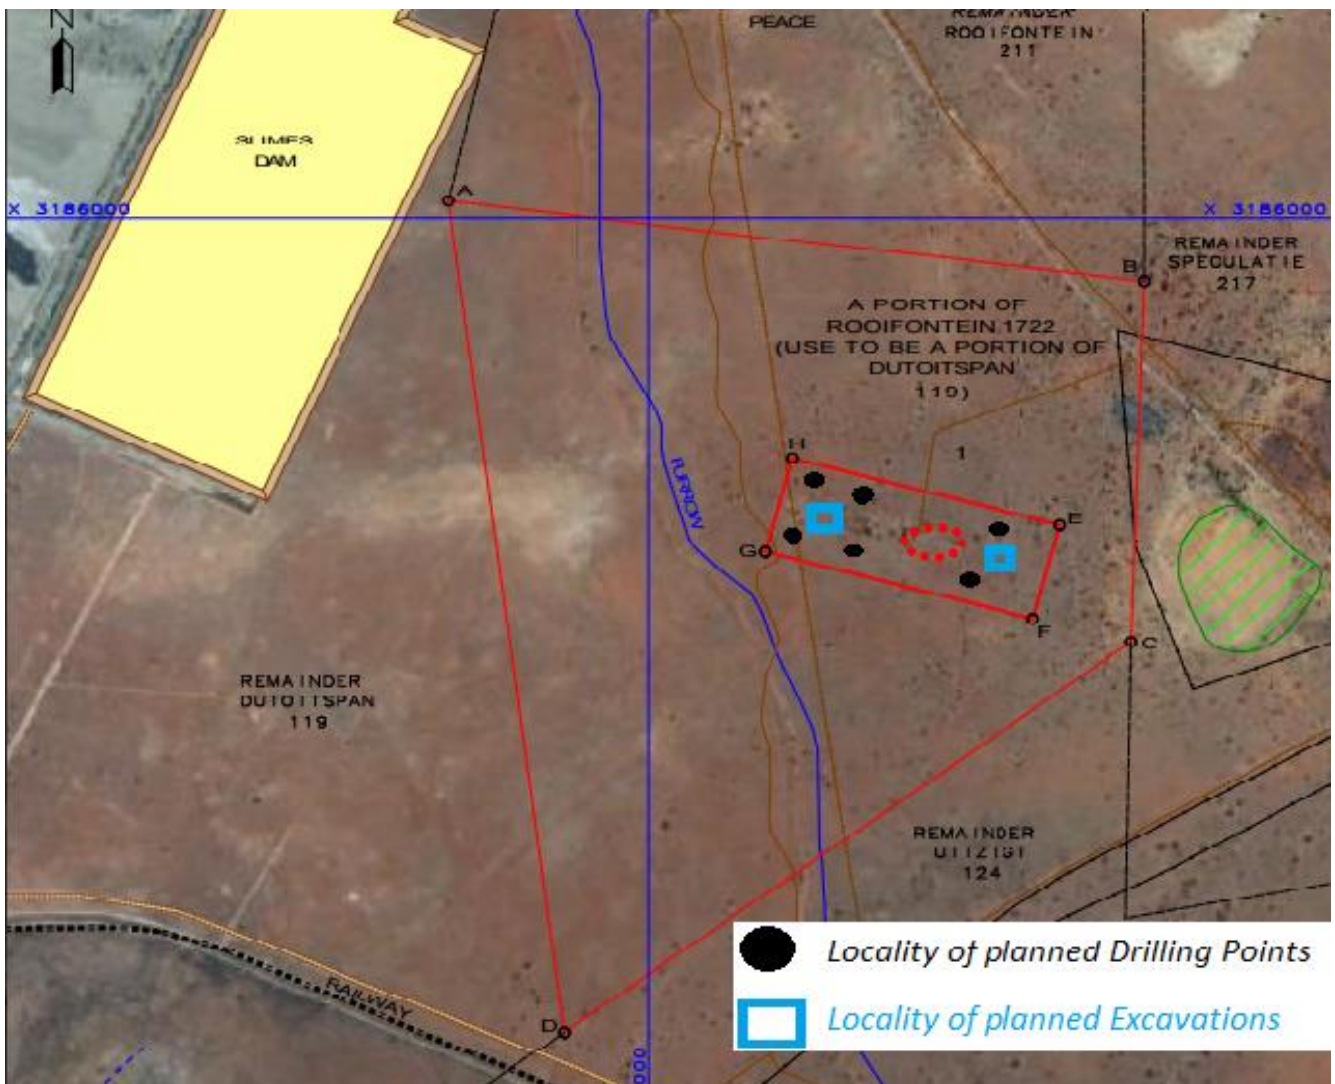 N
PEACE
REMAINDER
ROOIFONTEIN
211
SLIMES
DAM
A
X 3186000
X 3186000
REMAINDER
SPECULATIE
217
B
A PORTION OF
ROOIFONTEIN 1722
(USE TO BE A PORTION OF
DUTOITSPAN
119)
H
1
FURROW
E
G
F
C
REMAINDER
DUTOITSPAN
119
REMAINDER
124
Locality of planned Drilling Points
RAILWAY
D
Locality of planned Excavations
000